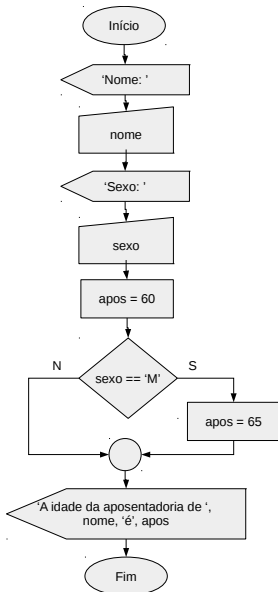 Início
‘Nome: ’
nome
‘Sexo: ’
sexo
apos = 60
N
S
sexo == ‘M’
apos = 65
‘A idade da aposentadoria de ‘,
nome, ‘é’, apos
Fim